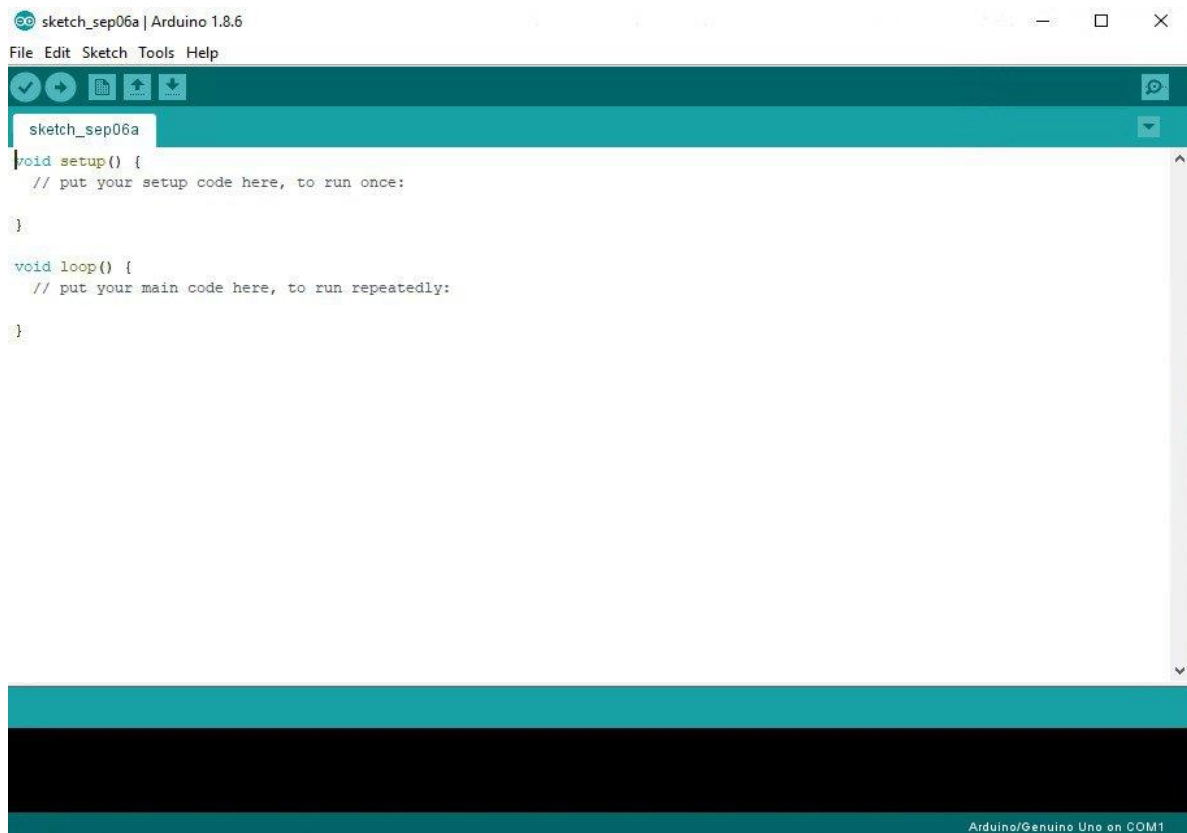 sketch_sep06a | Arduino 1.8.6
File Edit Sketch Tools Help
sketch_sep06a
void setup() {
  // put your setup code here, to run once:
}
void loop() {
  // put your main code here, to run repeatedly:
}
Arduino/Genuino Uno on COM1